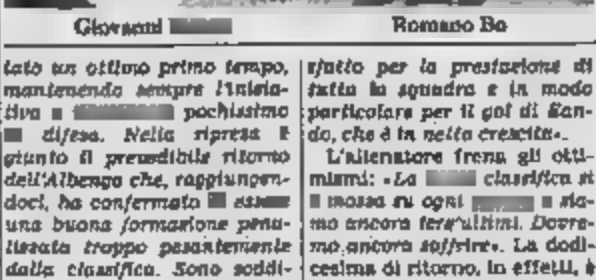 Giovanni
Romano Bo
tato un ottimo primo tempo,
mantenendo sempre l'inizia-
tiva e pochissimo
difesa. Nella ripresa è
giunto il prevedibile ritorno
dell'Albenga che, raggiungen-
doci, ha confermato
una buona formazione pena-
lizzata troppo pesantemente
dalla classifica. Sono soddi-
sfatto per la prestazione di
tutta la squadra e in modo
particolare per il gol di Ban-
do, che è in netta crescita».
L'allenatore frena gli otti-
mismi: «La classifica si
è mossa su ogni sia-
mo ancora terz'ultimi. Dovre-
mo ancora soffrire». La dodi-
cesima di ritorno, in effetti, è